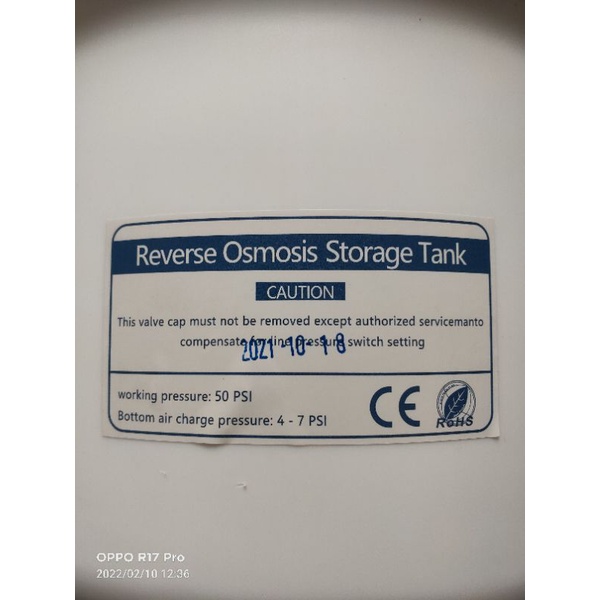 Reverse Osmosis Storage Tank
CAUTION
This valve cap must not be removed except authorized servicemanto
compensate for line pressure switch setting
2021-10-18
working pressure: 50 PSI
Bottom air charge pressure: 4 - 7 PSI
CE
RoHS
OPPO R17 Pro
2022/02/10 12:36